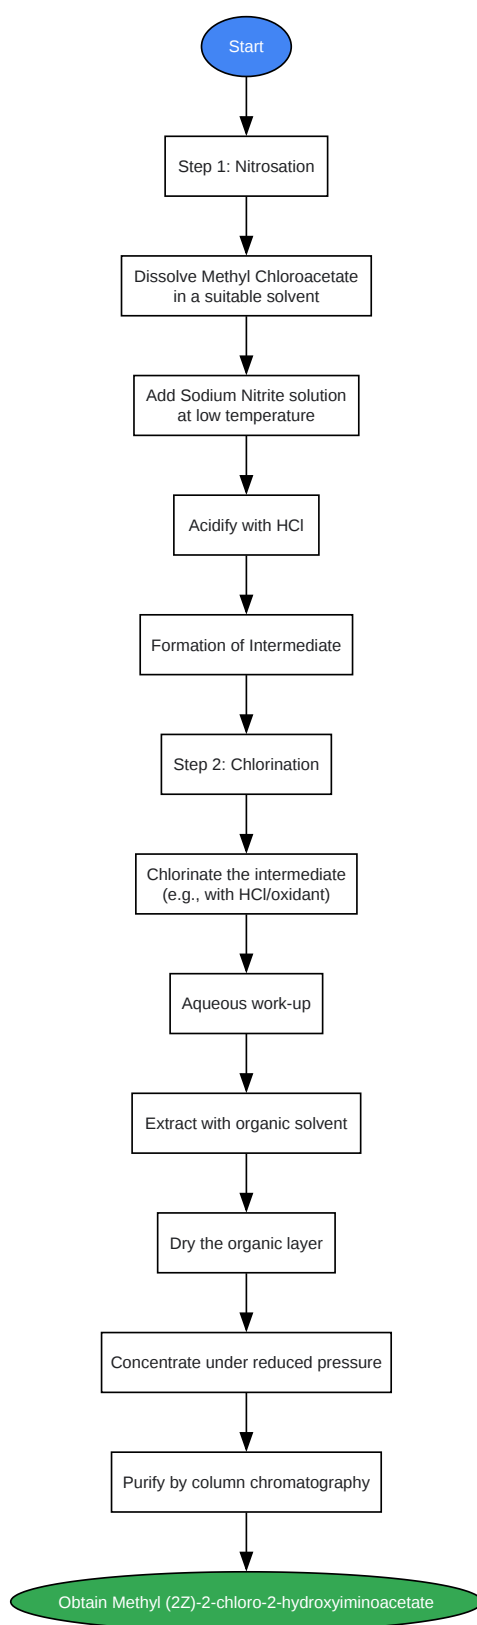 Start
Step 1: Nitrosation
Dissolve Methyl Chloroacetate
in a suitable solvent
Add Sodium Nitrite solution
at low temperature
Acidify with HCl
Formation of Intermediate
Step 2: Chlorination
Chlorinate the intermediate
(e.g., with HCl/oxidant)
Aqueous work-up
Extract with organic solvent
Dry the organic layer
Concentrate under reduced pressure
Purify by column chromatography
Obtain Methyl (2Z)-2-chloro-2-hydroxyiminoacetate